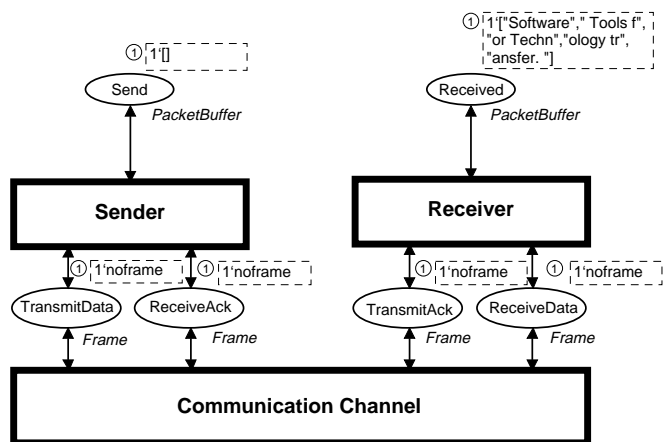 ① 1'["Software"," Tools f",
"or Techn","ology tr",
"ansfer. "]
① 1'[]
Send
Received
PacketBuffer
PacketBuffer
Sender
Receiver
① 1'noframe
① 1'noframe
① 1'noframe
① 1'noframe
TransmitData
ReceiveAck
TransmitAck
ReceiveData
Frame
Frame
Frame
Frame
Communication Channel